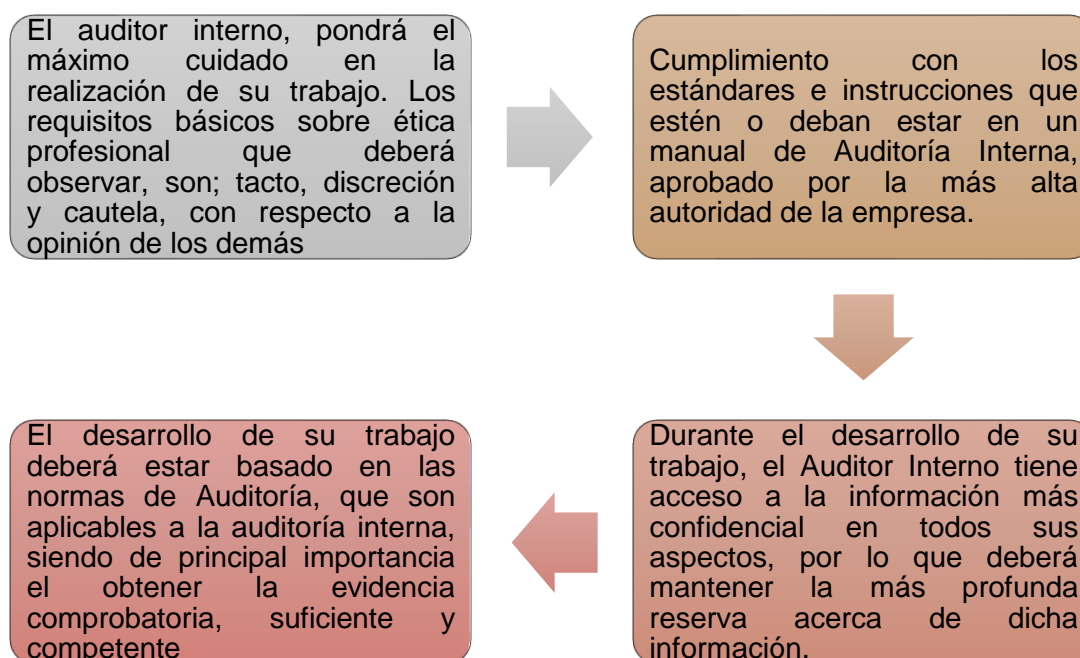 El auditor interno, pondrá el
máximo cuidado en la
realización de su trabajo. Los
requisitos básicos sobre ética
profesional que deberá
observar, son; tacto, discreción
y cautela, con respecto a la
opinión de los demás
Cumplimiento con los
estándares e instrucciones que
estén o deban estar en un
manual de Auditoría Interna,
aprobado por la más alta
autoridad de la empresa.
Durante el desarrollo de su
trabajo, el Auditor Interno tiene
acceso a la información más
confidencial en todos sus
aspectos, por lo que deberá
mantener la más profunda
reserva acerca de dicha
información.
El desarrollo de su trabajo
deberá estar basado en las
normas de Auditoría, que son
aplicables a la auditoría interna,
siendo de principal importancia
el obtener la evidencia
comprobatoria, suficiente y
competente